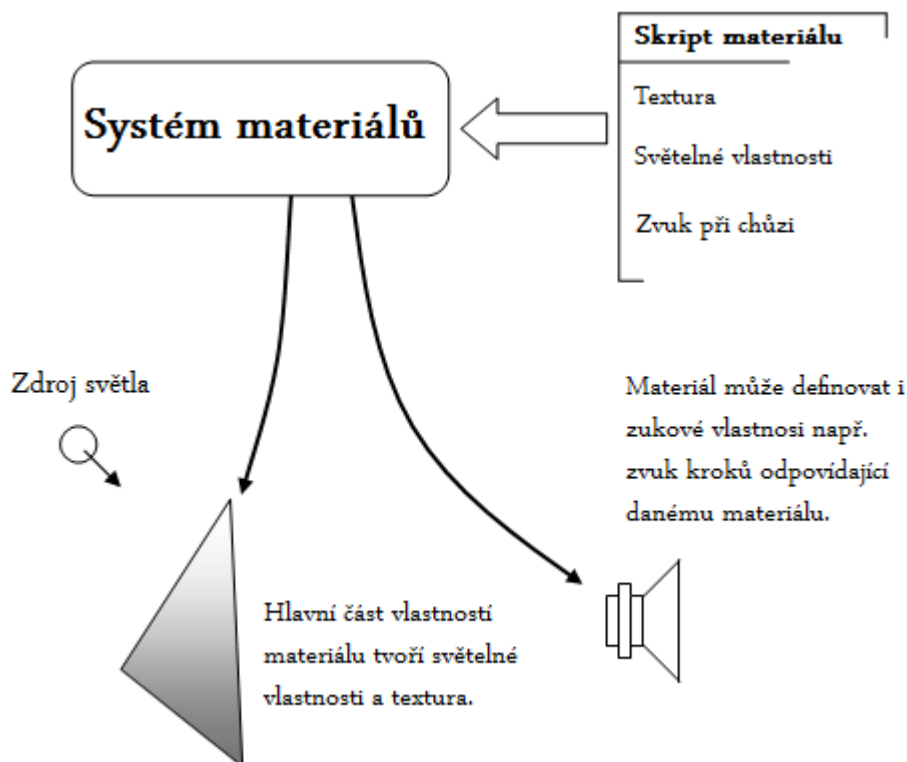 Skript materiálu
Systém materiálů
Textura
Světelné vlastnosti
Zvuk při chůzi
Zdroj světla
Materiál může definovat i
zukové vlastnosi např.
zvuk kroků odpovídající
danému materiálu.
Hlavní část vlastností
materiálu tvoří světelné
vlastnosti a textura.